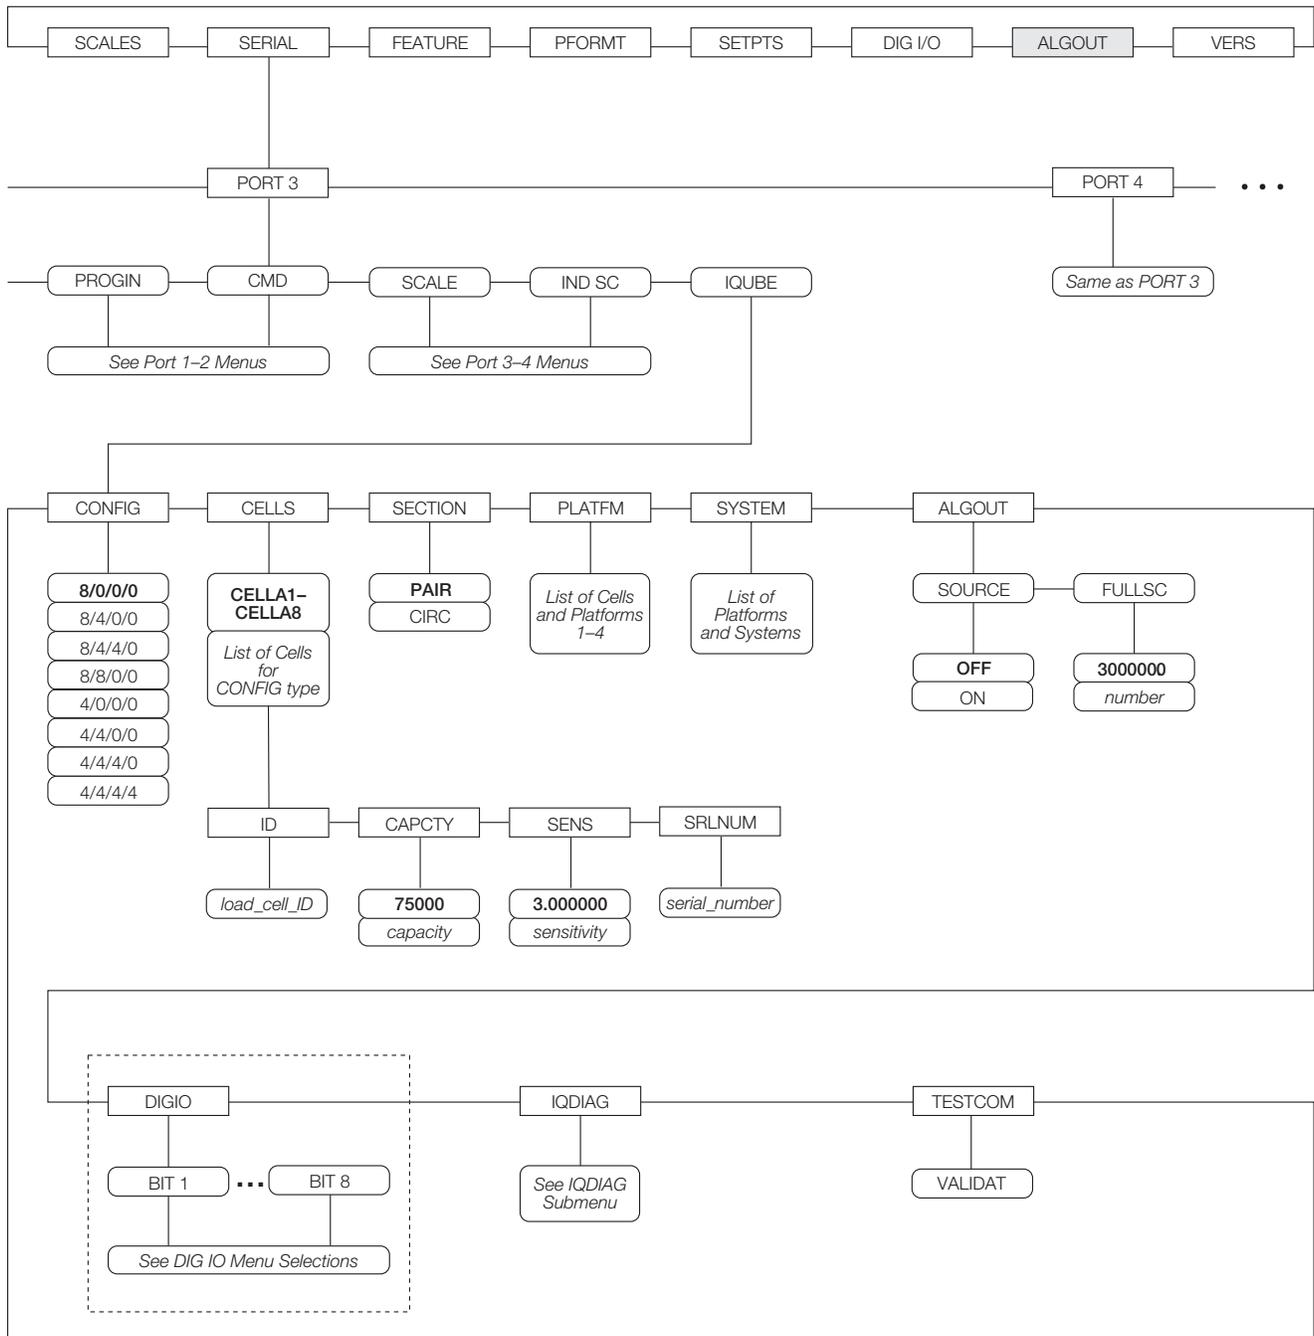 SCALES
SERIAL
FEATURE
PFORMT
SETPTS
DIG I/O
ALGOUT
VERS
PORT 3
PORT 4
• • •
PROGIN
CMD
SCALE
IND SC
IQUBE
Same as PORT 3
See Port 1–2 Menus
See Port 3–4 Menus
CONFIG
CELLS
SECTION
PLATFM
SYSTEM
ALGOUT
8/0/0/0
8/4/0/0
8/4/4/0
8/8/0/0
4/0/0/0
4/4/0/0
4/4/4/0
4/4/4/4
CELLA1–
CELLA8
List of Cells
for
CONFIG type
PAIR
CIRC
List of Cells
and Platforms
1–4
List of
Platforms
and Systems
SOURCE
FULLSC
OFF
ON
3000000
number
ID
CAPCTY
SENS
SRLNUM
load_cell_ID
75000
capacity
3.000000
sensitivity
serial_number
DIGIO
IQDIAG
TESTCOM
BIT 1
...
BIT 8
See IQDIAG
Submenu
VALIDAT
See DIG IO Menu Selections